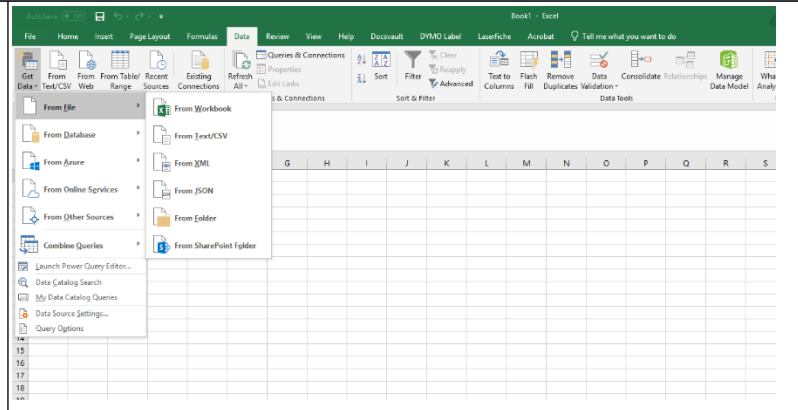 AutoSave Off Book1 - Excel
File Home Insert Page Layout Formulas Data Review View Help Docsvault DYMO Label Laserfiche Acrobat Tell me what you want to do
Get Data From Text/CSV From Web From Table/ Range Recent Sources Existing Connections Refresh All Queries & Connections Properties Edit Links Sort Filter Clear Reapply Advanced Text to Columns Flash Fill Remove Duplicates Data Validation Consolidate Relationships Manage Data Model
s & Connections Sort & Filter Data Tools
From File
From Database
From Azure
From Online Services
From Other Sources
Combine Queries
Launch Power Query Editor...
Data Catalog Search
My Data Catalog Queries
Data Source Settings...
Query Options
From Workbook
From Text/CSV
From XML
From JSON
From Folder
From SharePoint Folder
G H I J K L M N O P Q R S
14
15
16
17
18